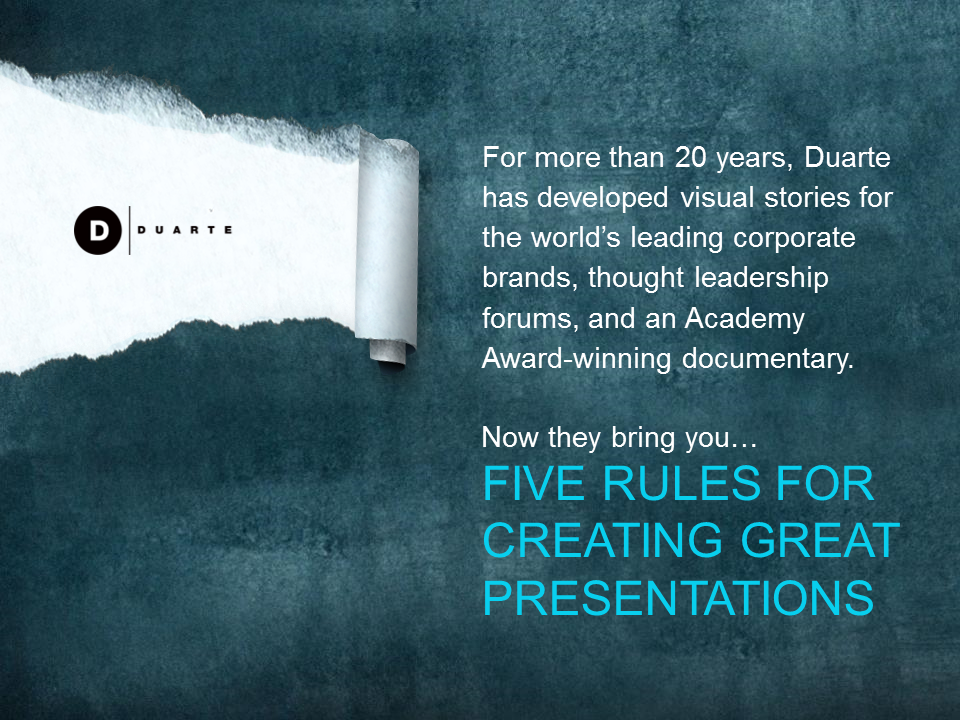 D DUARTE
For more than 20 years, Duarte
has developed visual stories for
the world’s leading corporate
brands, thought leadership
forums, and an Academy
Award-winning documentary.
Now they bring you…
FIVE RULES FOR
CREATING GREAT
PRESENTATIONS